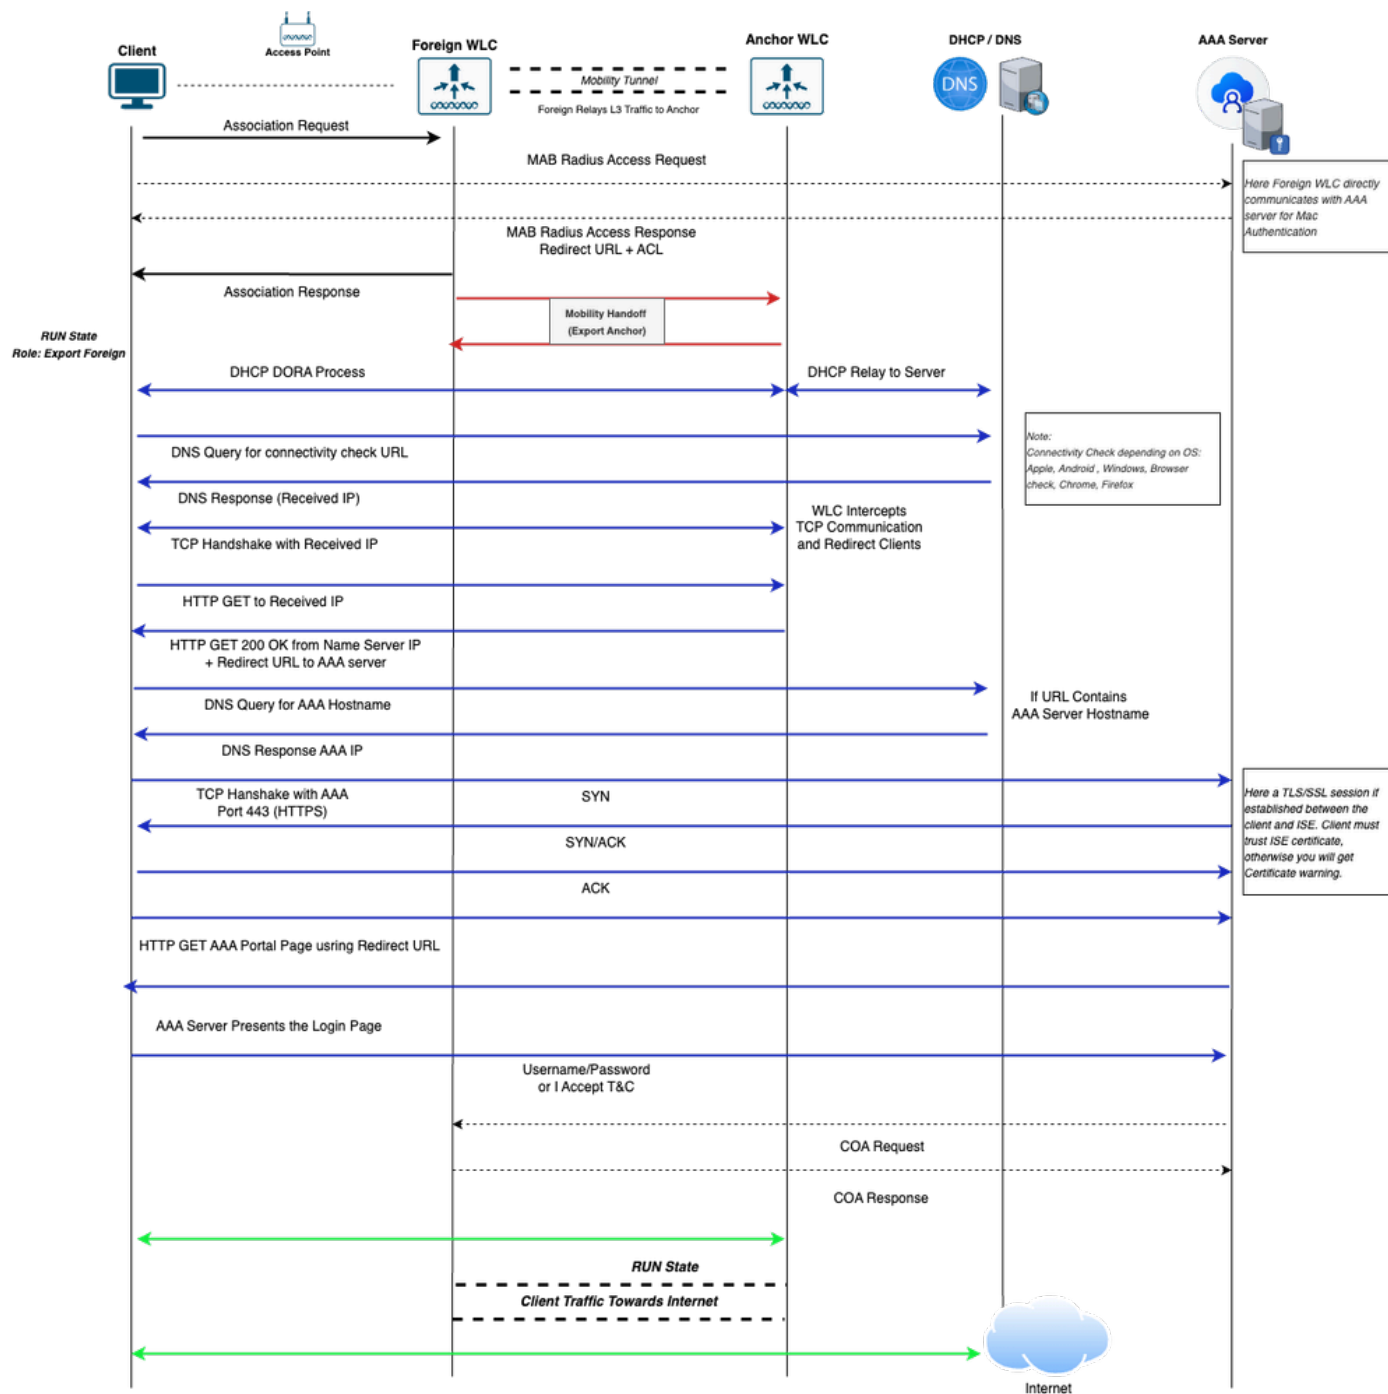 Client
Access Point
Foreign WLC
Mobility Tunnel
Foreign Relays L3 Traffic to Anchor
Anchor WLC
DHCP / DNS
DNS
AAA Server
Association Request
MAB Radius Access Request
Here Foreign WLC directly
communicates with AAA
server for Mac
Authentication
MAB Radius Access Response
Redirect URL + ACL
Association Response
Mobility Handoff
(Export Anchor)
RUN State
Role: Export Foreign
DHCP DORA Process
DHCP Relay to Server
Note:
Connectivity Check depending on OS:
Apple, Android , Windows, Browser
check, Chrome, Firefox
DNS Query for connectivity check URL
DNS Response (Received IP)
WLC Intercepts
TCP Communication
and Redirect Clients
TCP Handshake with Received IP
HTTP GET to Received IP
HTTP GET 200 OK from Name Server IP
+ Redirect URL to AAA server
DNS Query for AAA Hostname
If URL Contains
AAA Server Hostname
DNS Response AAA IP
TCP Hanshake with AAA
Port 443 (HTTPS)
SYN
Here a TLS/SSL session if
established between the
client and ISE. Client must
trust ISE certificate,
otherwise you will get
Certificate warning.
SYN/ACK
ACK
HTTP GET AAA Portal Page usring Redirect URL
AAA Server Presents the Login Page
Username/Password
or I Accept T&C
COA Request
COA Response
RUN State
Client Traffic Towards Internet
Internet